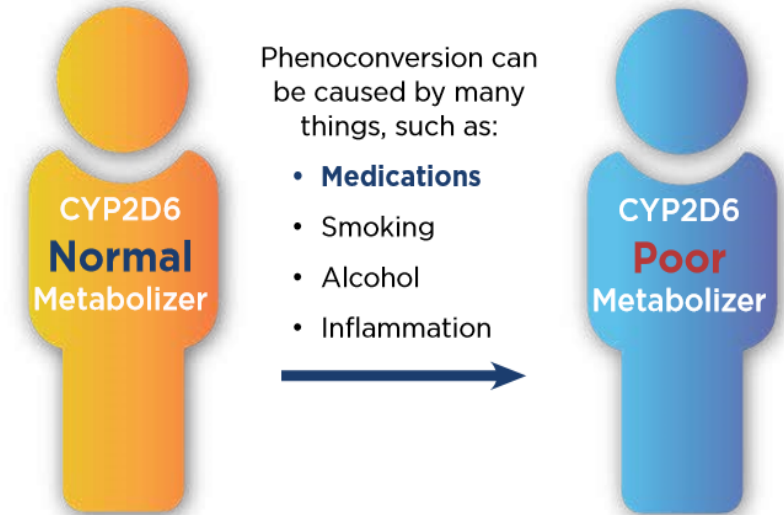 CYP2D6
Normal
Metabolizer
Phenoconversion can
be caused by many
things, such as:
• Medications
• Smoking
• Alcohol
• Inflammation
CYP2D6
Poor
Metabolizer